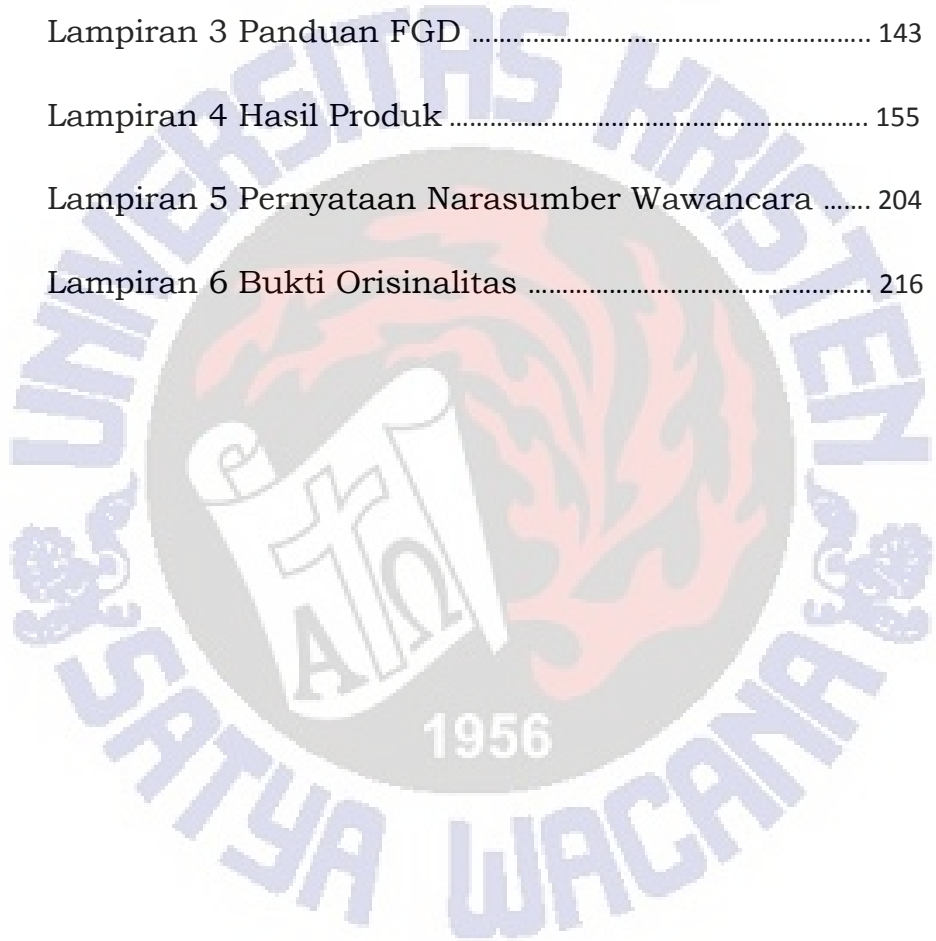 Lampiran 3 Panduan FGD ........................................................ 143
Lampiran 4 Hasil Produk ............................................................ 155
Lampiran 5 Pernyataan Narasumber Wawancara ....... 204
Lampiran 6 Bukti Orisinalitas ................................................ 216
UNIVERSITAS KRISTEN
Α Ω
1956
SATYA WACANA